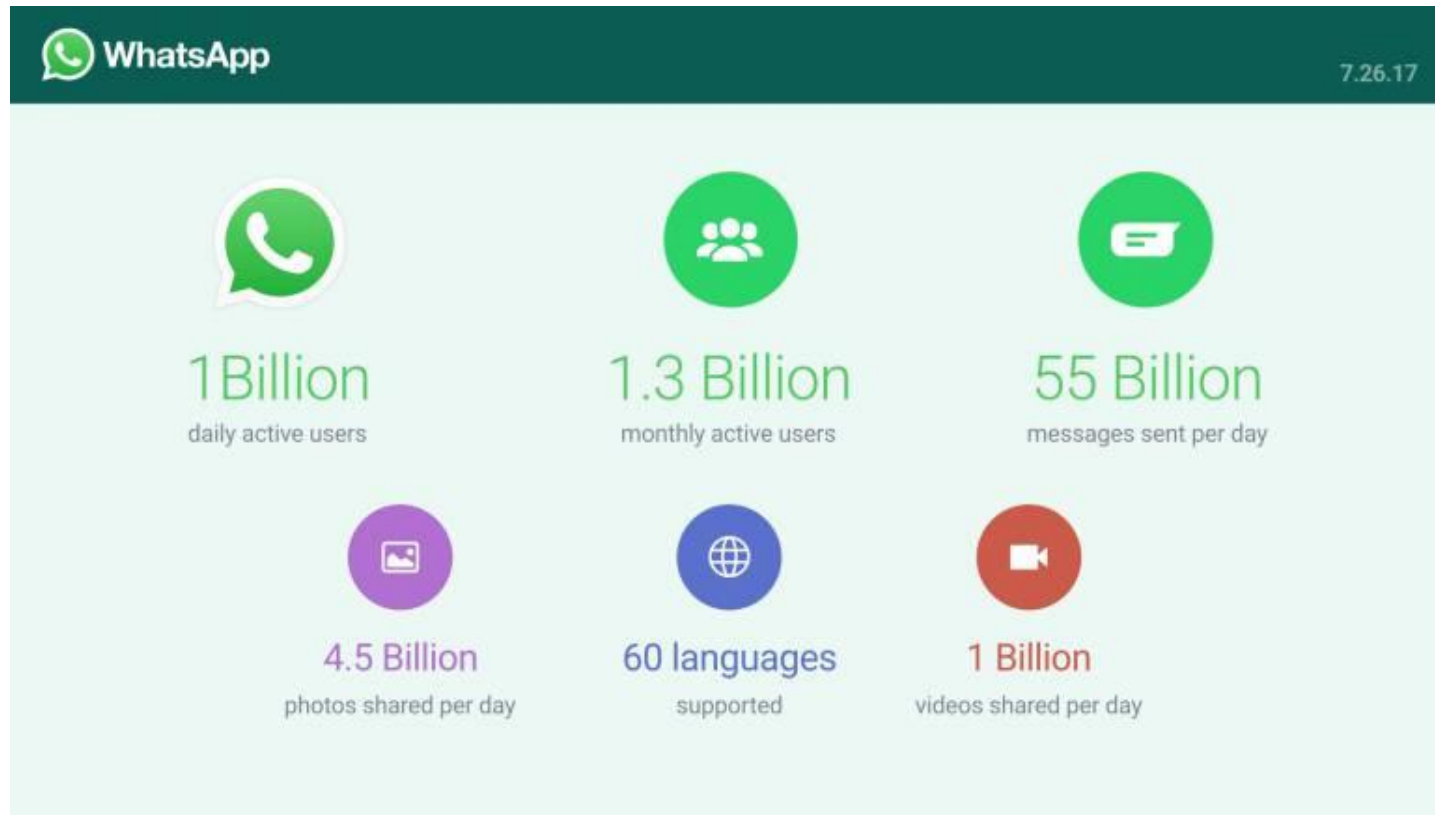 WhatsApp
7.26.17
1Billion
daily active users
1.3 Billion
monthly active users
55 Billion
messages sent per day
4.5 Billion
photos shared per day
60 languages
supported
1 Billion
videos shared per day